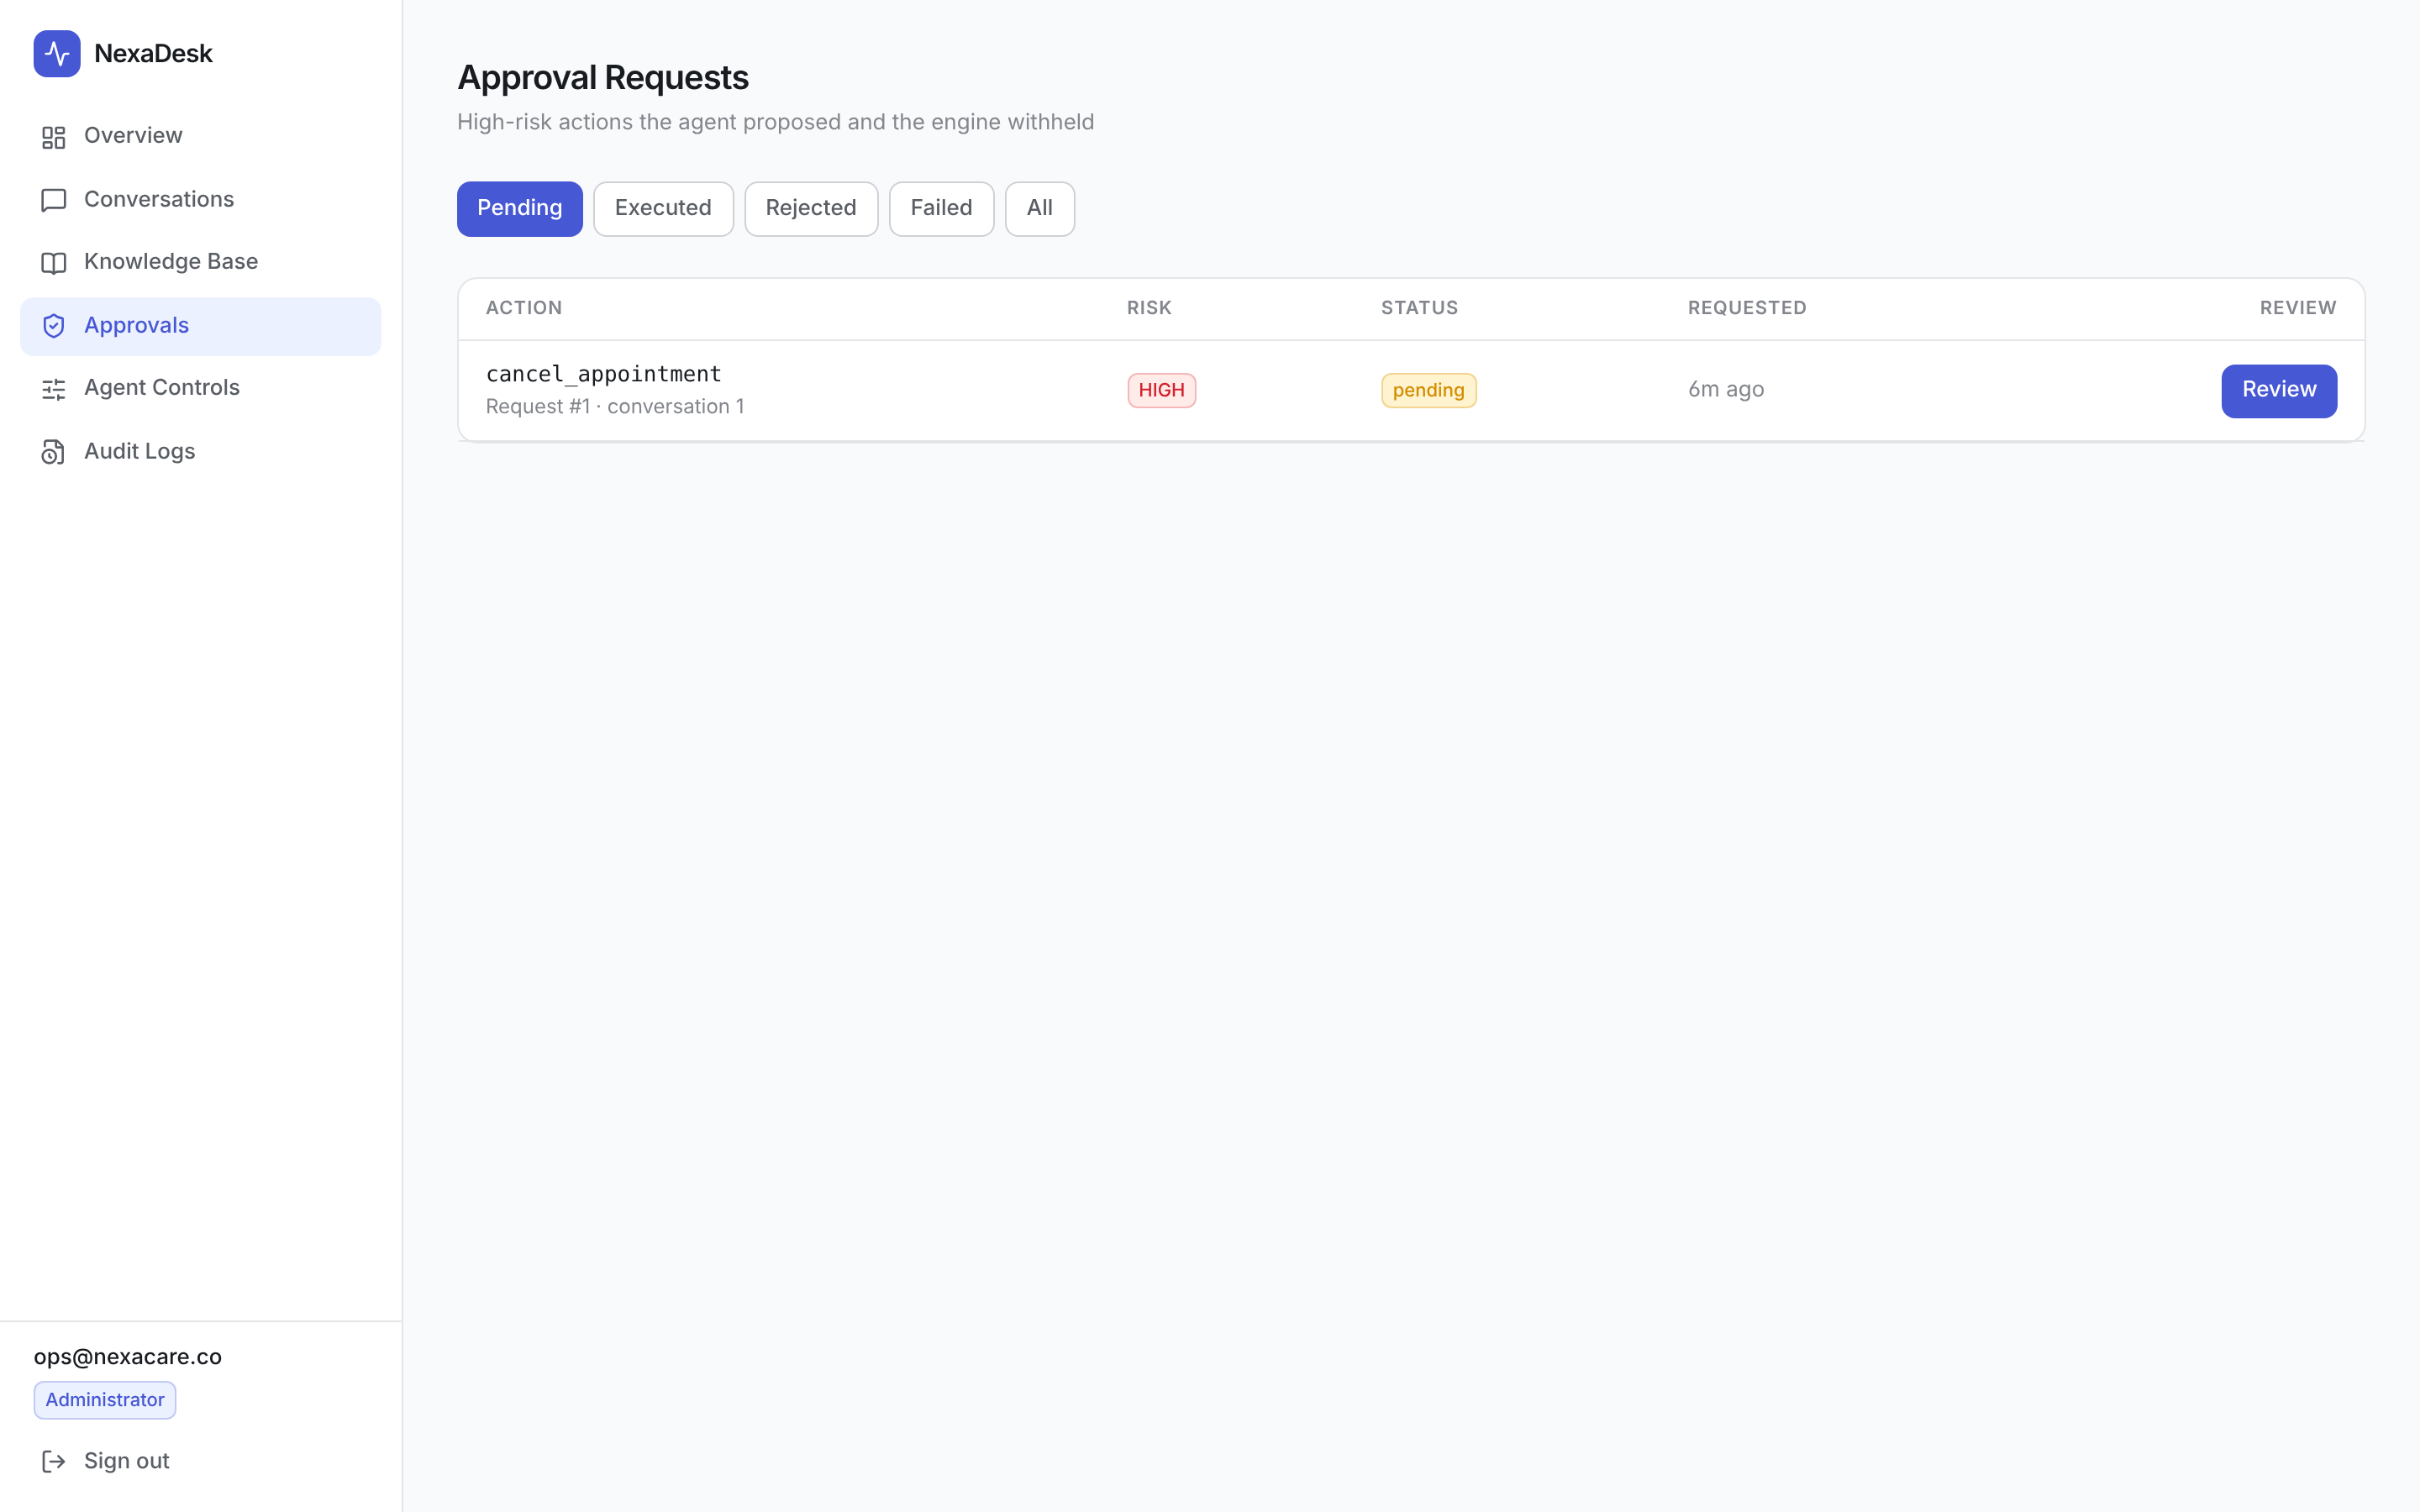 NexaDesk
Overview
Conversations
Knowledge Base
Approvals
Agent Controls
Audit Logs
ops@nexacare.co
Administrator
Sign out
Approval Requests
High-risk actions the agent proposed and the engine withheld
Pending Executed Rejected Failed All
ACTION RISK STATUS REQUESTED REVIEW
cancel_appointment HIGH pending 6m ago Review
Request #1 · conversation 1